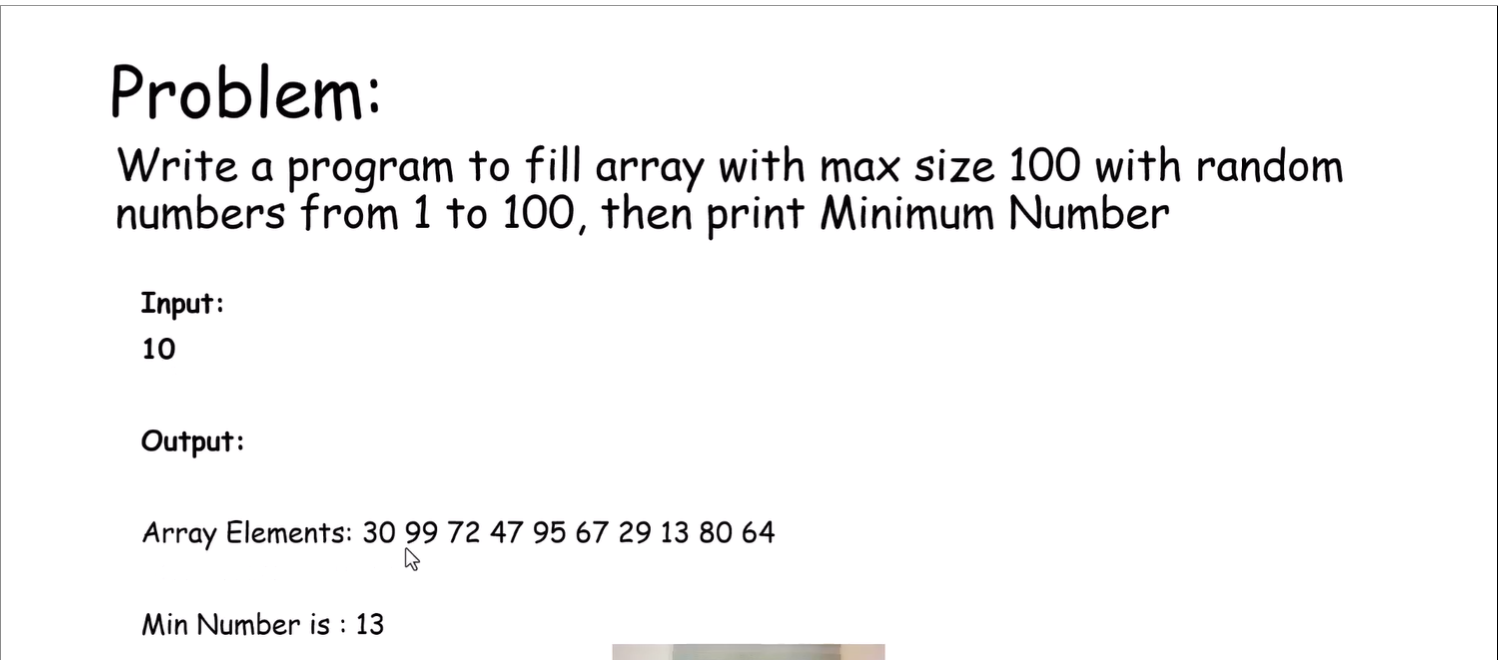 Problem:
Write a program to fill array with max size 100 with random
numbers from 1 to 100, then print Minimum Number
Input:
10
Output:
Array Elements: 30 99 72 47 95 67 29 13 80 64
Min Number is : 13